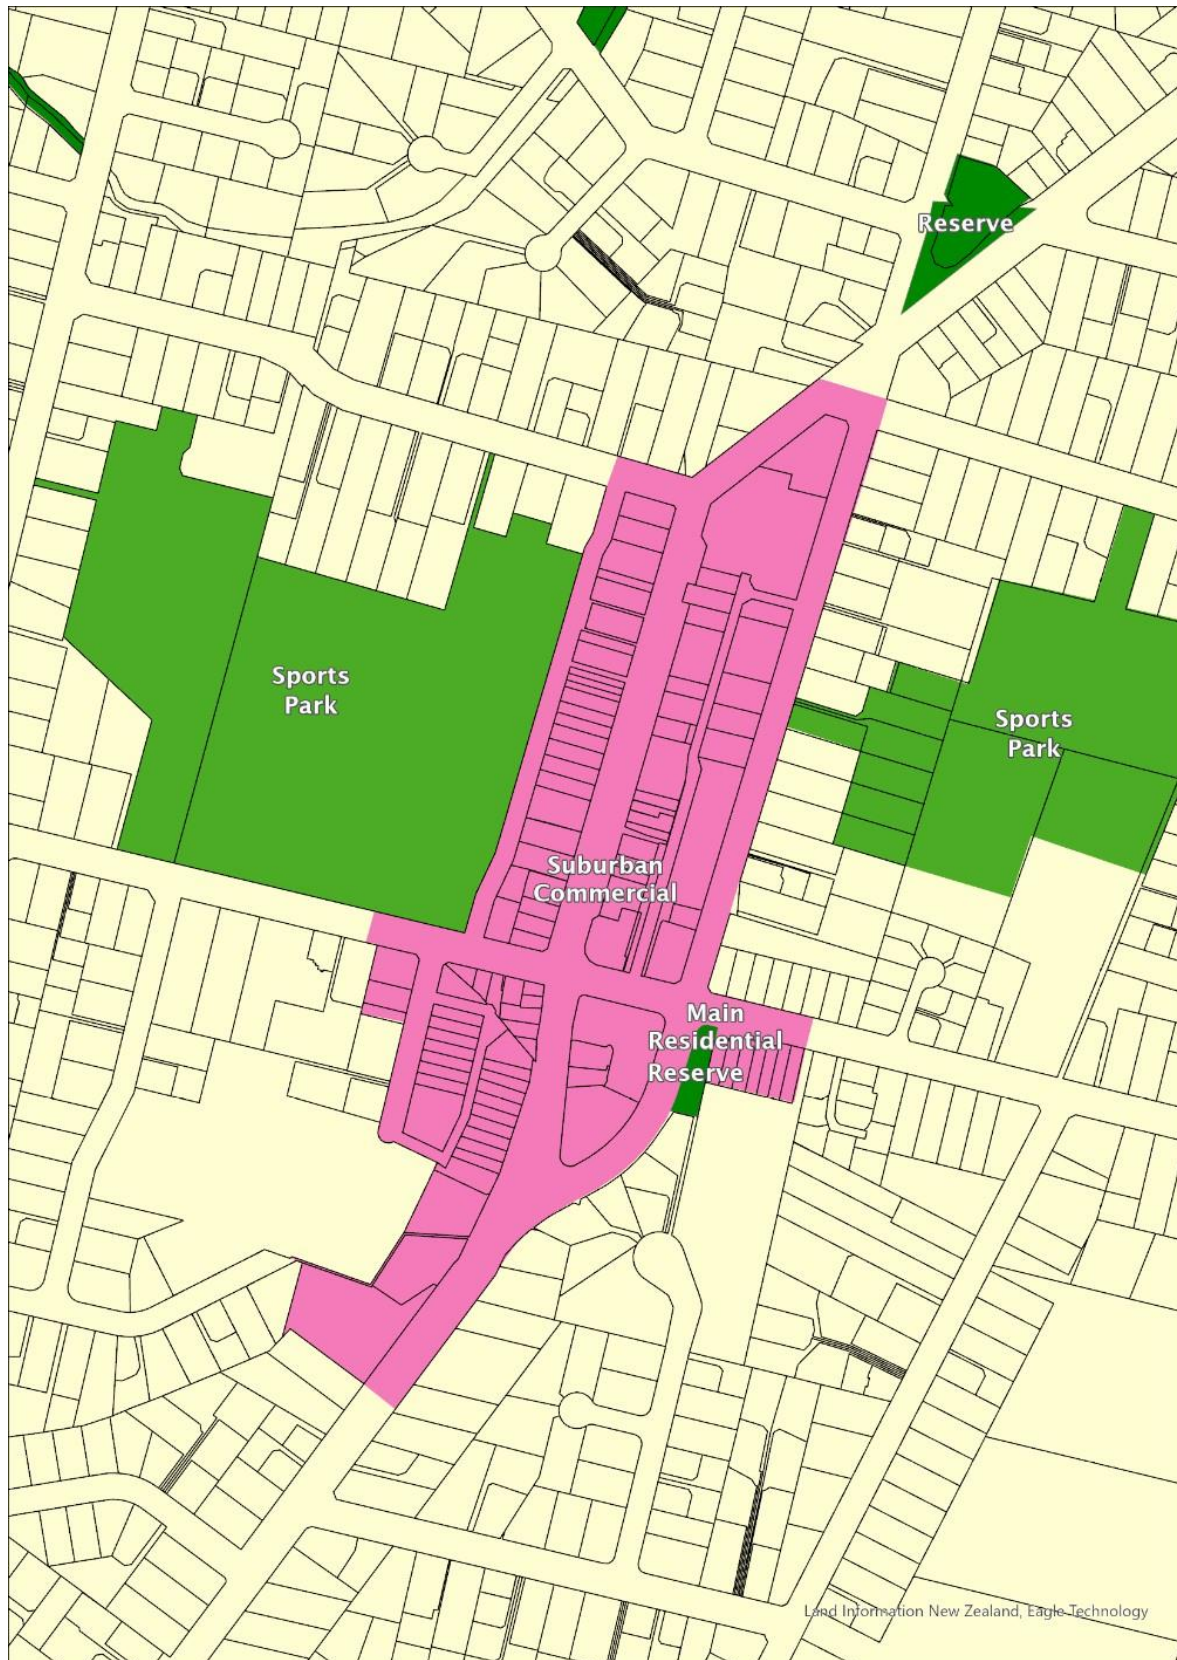 Reserve
Sports
Park
Sports
Park
Suburban
Commercial
Main
Residential
Reserve
Land Information New Zealand, Eagle Technology